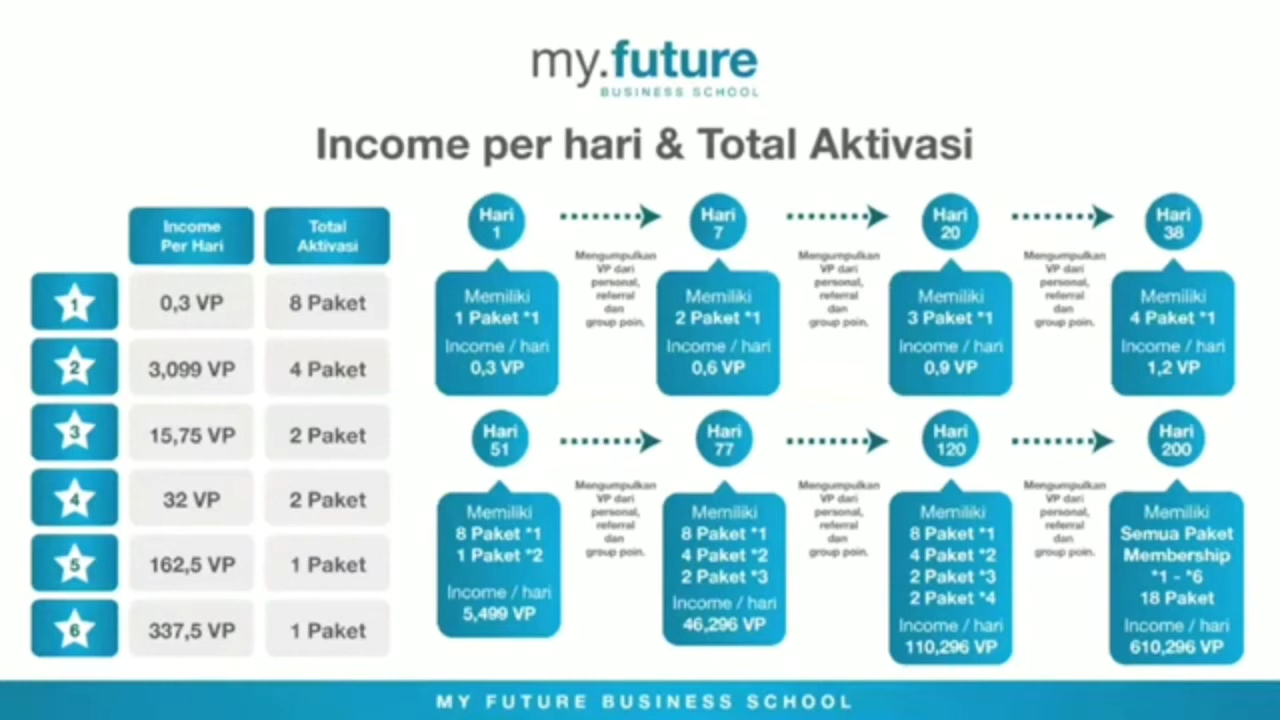 my.future
BUSINESS SCHOOL
Income per hari & Total Aktivasi
Income
Per Hari
Total
Aktivasi
1
0,3 VP
8 Paket
2
3,099 VP
4 Paket
3
15,75 VP
2 Paket
4
32 VP
2 Paket
5
162,5 VP
1 Paket
6
337,5 VP
1 Paket
Hari
1
Memiliki
1 Paket *1
Income / hari
0,3 VP
Mengumpulkan
VP dari
personal,
referral
dan
group poin.
Hari
7
Memiliki
2 Paket *1
Income / hari
0,6 VP
Mengumpulkan
VP dari
personal,
referral
dan
group poin.
Hari
20
Memiliki
3 Paket *1
Income / hari
0,9 VP
Mengumpulkan
VP dari
personal,
referral
dan
group poin.
Hari
38
Memiliki
4 Paket *1
Income / hari
1,2 VP
Hari
51
Memiliki
8 Paket *1
1 Paket *2
Income / hari
5,499 VP
Mengumpulkan
VP dari
personal,
referral
dan
group poin.
Hari
77
Memiliki
8 Paket *1
4 Paket *2
2 Paket *3
Income / hari
46,296 VP
Mengumpulkan
VP dari
personal,
referral
dan
group poin.
Hari
120
Memiliki
8 Paket *1
4 Paket *2
2 Paket *3
2 Paket *4
Income / hari
110,296 VP
Mengumpulkan
VP dari
personal,
referral
dan
group poin.
Hari
200
Memiliki
Semua Paket
Membership
*1 - *6
18 Paket
Income / hari
610,296 VP
MY FUTURE BUSINESS SCHOOL